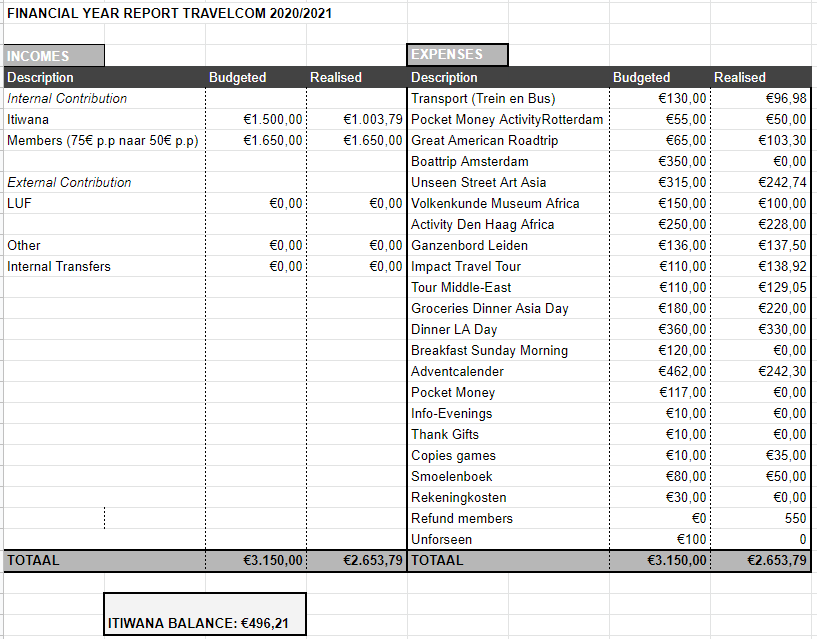 FINANCIAL YEAR REPORT TRAVELCOM 2020/2021
INCOMES EXPENSES
Description Budgeted Realised Description Budgeted Realised
Internal Contribution Transport (Trein en Bus) €130,00 €96,98
Itiwana €1.500,00 €1.003,79 Pocket Money ActivityRotterdam €55,00 €50,00
Members (75€ p.p naar 50€ p.p) €1.650,00 €1.650,00 Great American Roadtrip €65,00 €103,30
Boattrip Amsterdam €350,00 €0,00
External Contribution Unseen Street Art Asia €315,00 €242,74
LUF €0,00 €0,00 Volkenkunde Museum Africa €150,00 €100,00
Activity Den Haag Africa €250,00 €228,00
Other €0,00 €0,00 Ganzenbord Leiden €136,00 €137,50
Internal Transfers €0,00 €0,00 Impact Travel Tour €110,00 €138,92
Tour Middle-East €110,00 €129,05
Groceries Dinner Asia Day €180,00 €220,00
Dinner LA Day €360,00 €330,00
Breakfast Sunday Morning €120,00 €0,00
Adventcalender €462,00 €242,30
Pocket Money €117,00 €0,00
Info-Evenings €10,00 €0,00
Thank Gifts €10,00 €0,00
Copies games €10,00 €35,00
Smoelenboek €80,00 €50,00
Rekeningkosten €30,00 €0,00
Refund members €0 550
Unforseen €100 0
TOTAAL €3.150,00 €2.653,79 TOTAAL €3.150,00 €2.653,79
ITIWANA BALANCE: €496,21